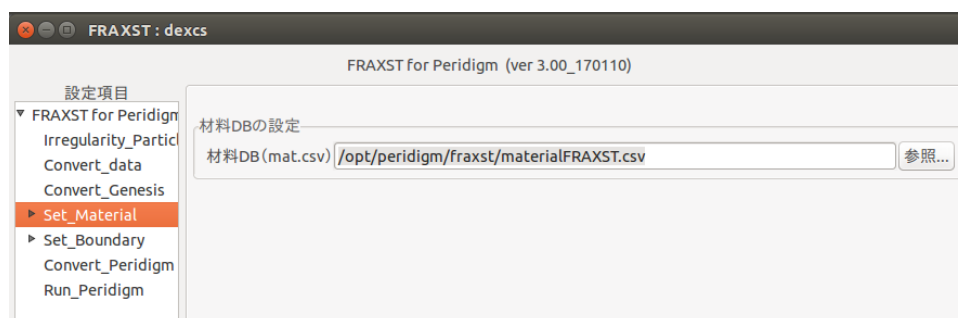 FRAXST : dexcs
FRAXST for Peridigm (ver 3.00_170110)
設定項目
FRAXST for Peridigm
Irregularity_Particl
Convert_data
Convert_Genesis
Set_Material
Set_Boundary
Convert_Peridigm
Run_Peridigm
材料DBの設定
材料DB(mat.csv) /opt/peridigm/fraxst/materialFRAXST.csv 参照...